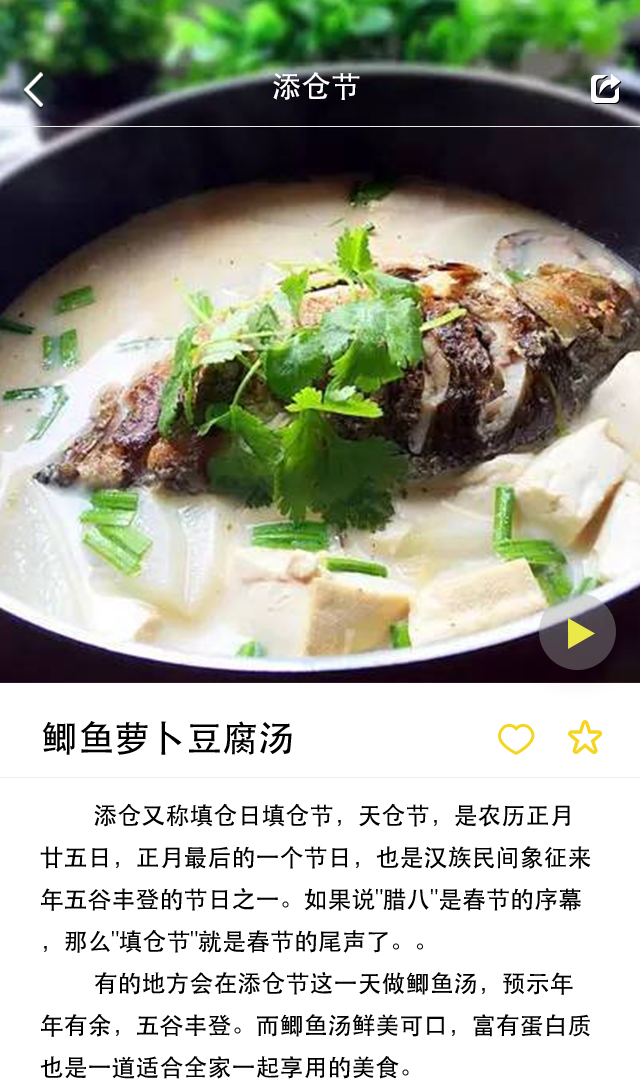 添仓节
鲫鱼萝卜豆腐汤
添仓又称填仓日填仓节，天仓节，是农历正月
廿五日，正月最后的一个节日，也是汉族民间象征来
年五谷丰登的节日之一。如果说"腊八"是春节的序幕
，那么"填仓节"就是春节的尾声了。。
有的地方会在添仓节这一天做鲫鱼汤，预示年
年有余，五谷丰登。而鲫鱼汤鲜美可口，富有蛋白质
也是一道适合全家一起享用的美食。